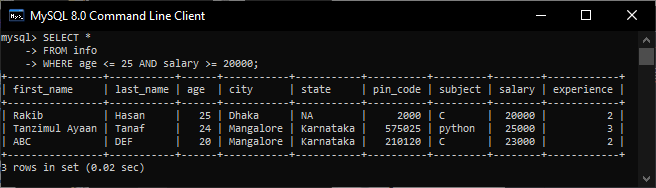 MySQL 8.0 Command Line Client
mysql> SELECT *
    -> FROM info
    -> WHERE age <= 25 AND salary >= 20000;
+----------------+-----------+------+-----------+-----------+----------+---------+--------+------------+
| first_name     | last_name | age  | city      | state     | pin_code | subject | salary | experience |
+----------------+-----------+------+-----------+-----------+----------+---------+--------+------------+
| Rakib          | Hasan     |   25 | Dhaka     | NA        |     2000 | C       |  20000 |          2 |
| Tanzimul Ayaan | Tanaf     |   24 | Mangalore | Karnataka |   575025 | python  |  25000 |          3 |
| ABC            | DEF       |   20 | Mangalore | Karnataka |   210120 | C       |  23000 |          2 |
+----------------+-----------+------+-----------+-----------+----------+---------+--------+------------+
3 rows in set (0.02 sec)